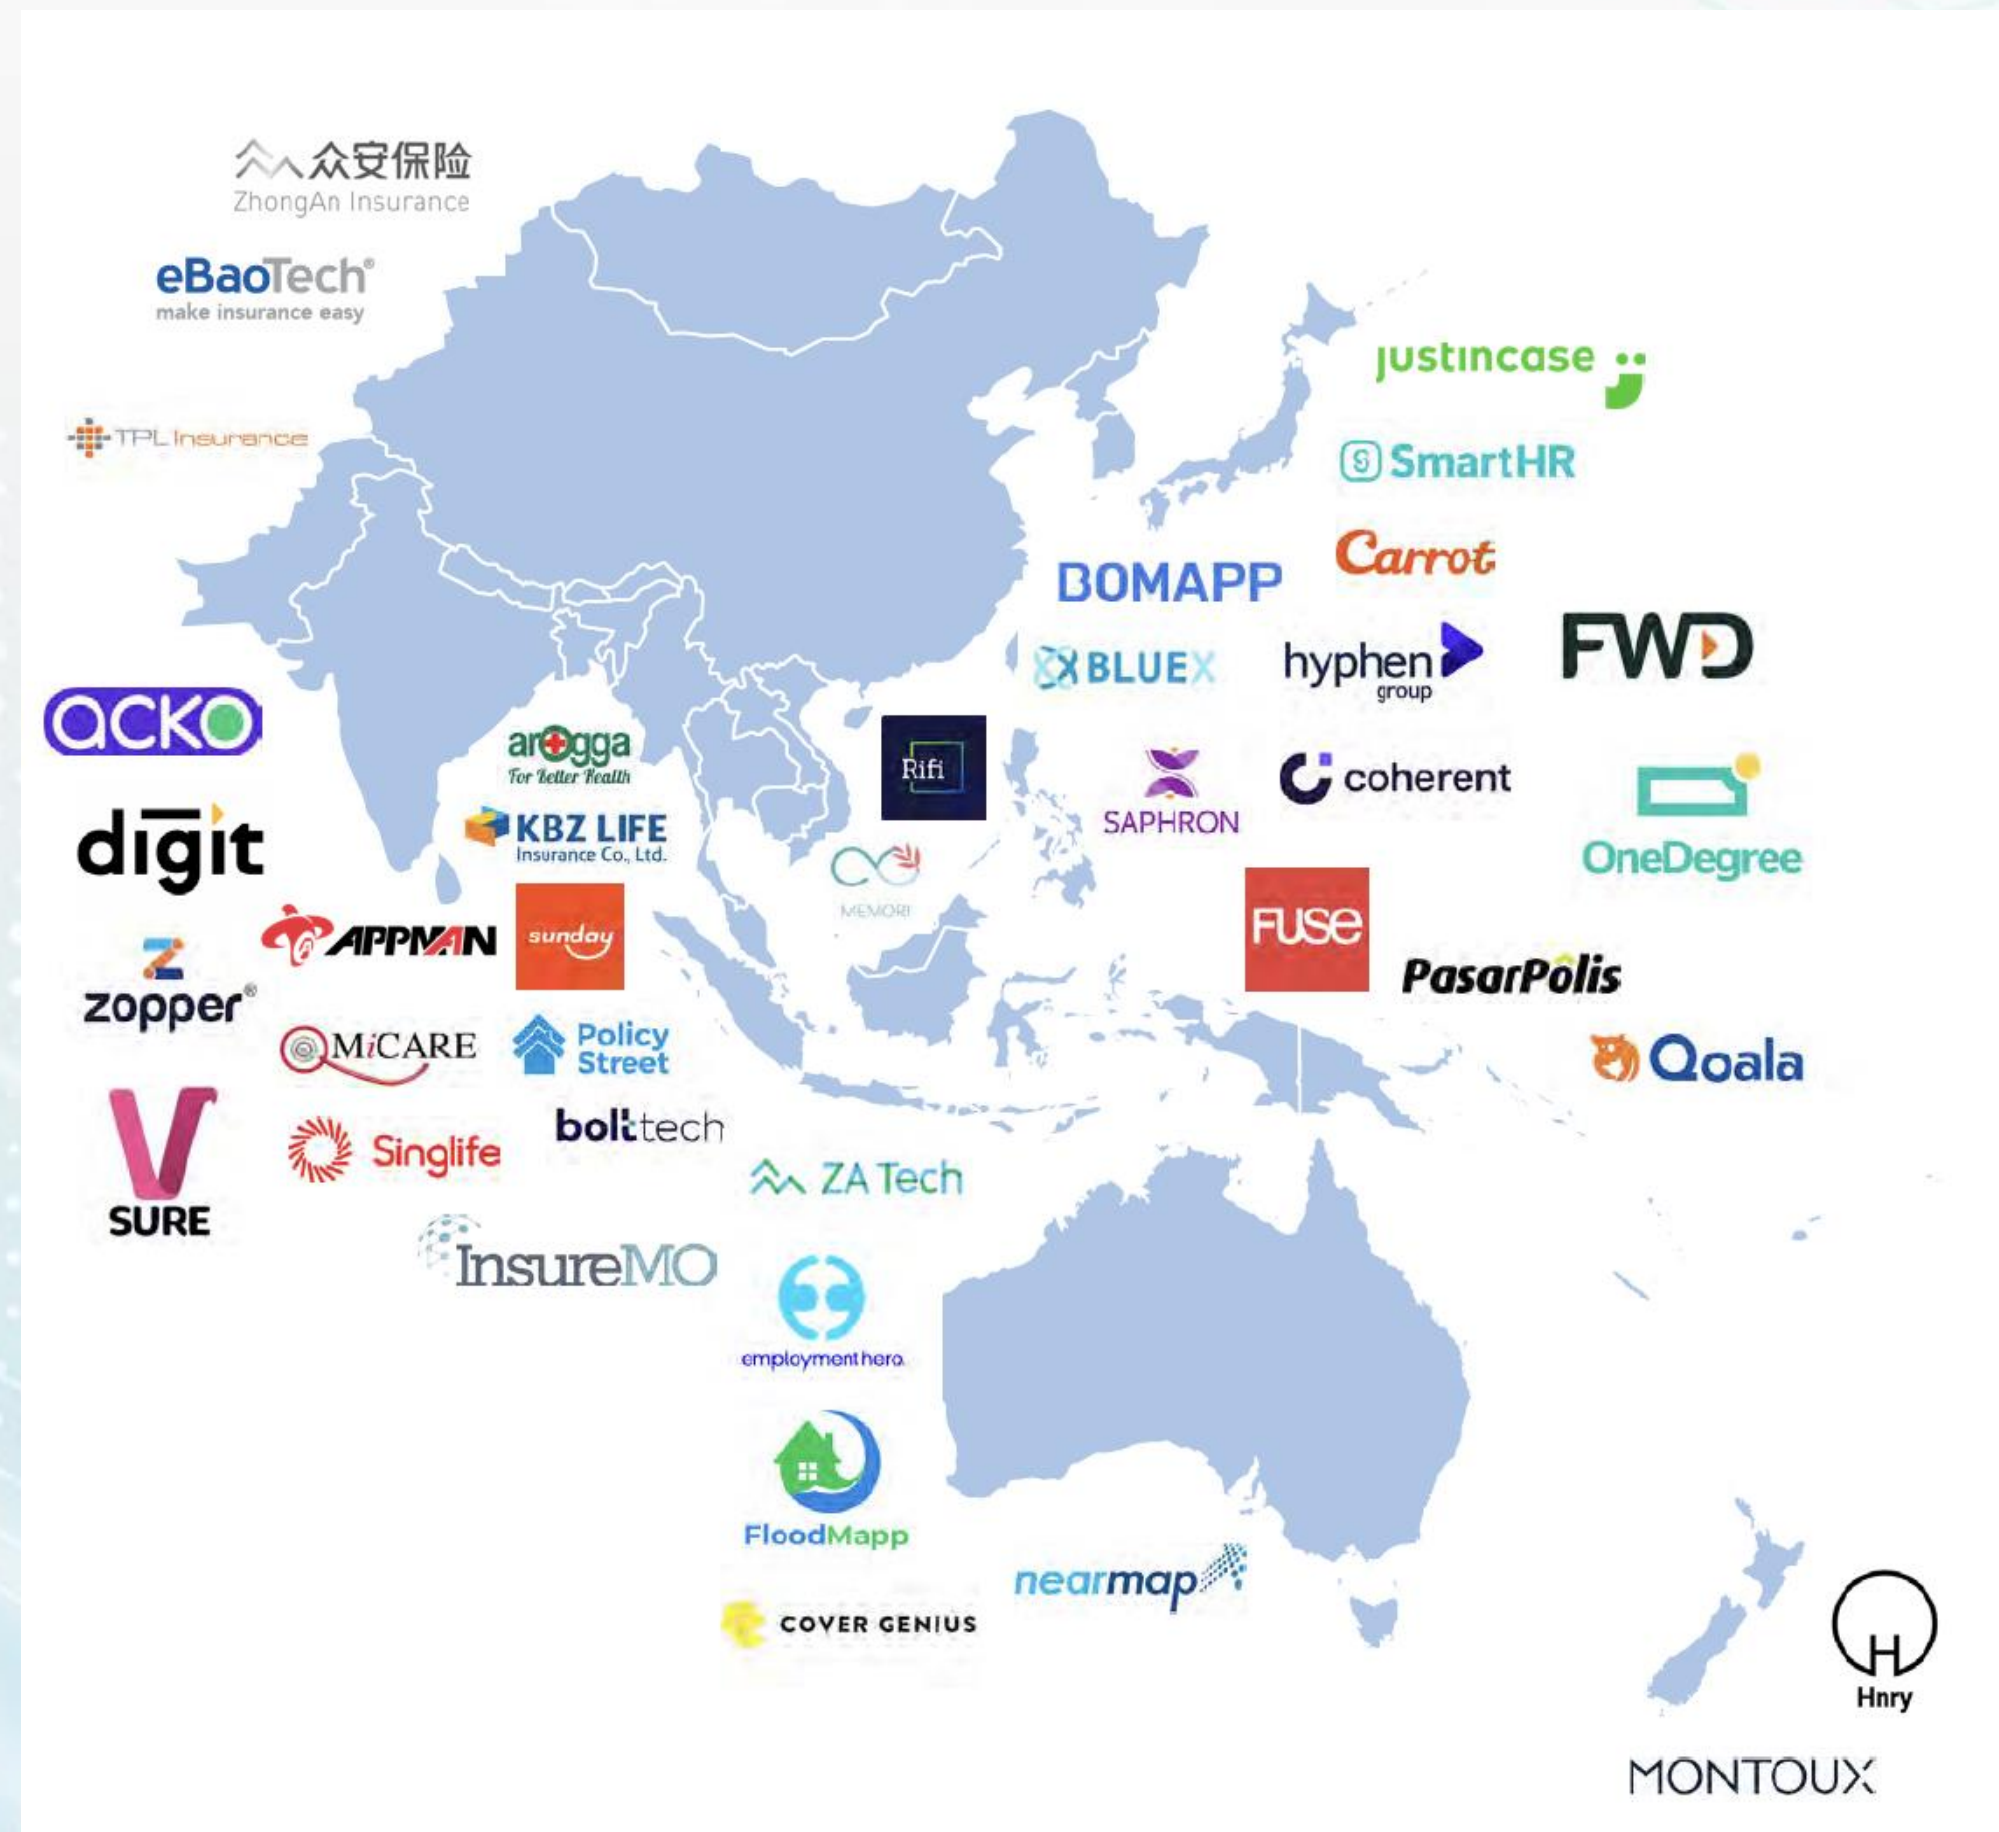 众安保险
ZhongAn Insurance
eBaoTech®
make insurance easy
justincase
TPL Insurance
SmartHR
Carrot
BOMAPP
BLUEX
hyphen
group
FWD
acko
arogga
For Better Health
Rifi
SAPHRON
coherent
OneDegree
digit
KBZ LIFE
Insurance Co., Ltd.
MEMORI
APPMAN
sunday
FUSE
PasarPolis
zopper®
MiCARE
Policy
Street
Qoala
V
SURE
Singlife
bolttech
ZA Tech
InsureMO
employment hero.
FloodMapp
nearmap
COVER GENIUS
H
Hnry
MONTOUX